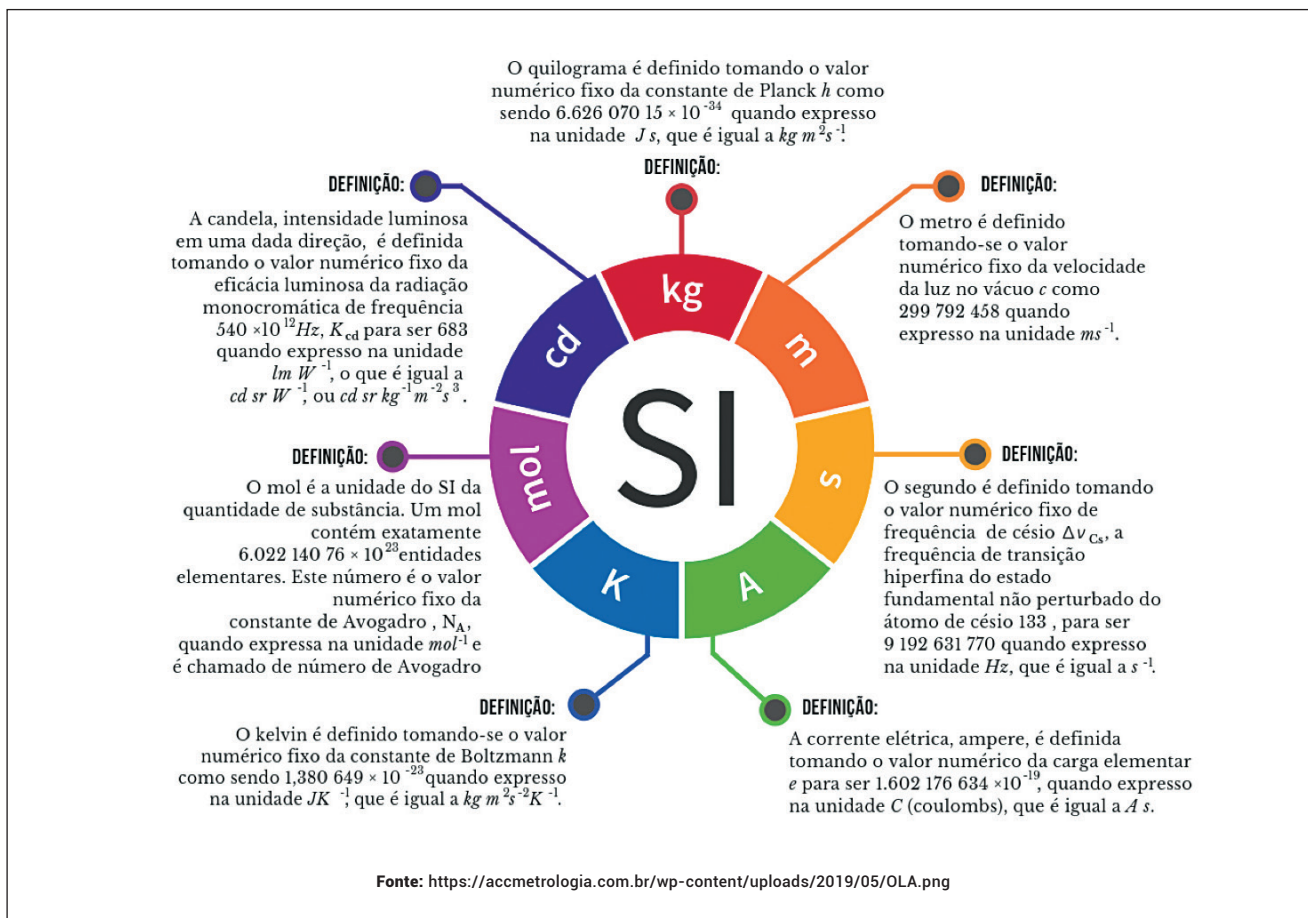 O quilograma é definido tomando o valor
numérico fixo da constante de Planck h como
sendo 6.626 070 15 × 10 ⁻³⁴ quando expresso
na unidade J s, que é igual a kg m²s⁻¹.
DEFINIÇÃO:
DEFINIÇÃO:
A candela, intensidade luminosa
em uma dada direção, é definida
tomando o valor numérico fixo da
eficácia luminosa da radiação
monocromática de frequência
540 ×10¹²Hz, K_cd para ser 683
quando expresso na unidade
lm W⁻¹, o que é igual a
cd sr W⁻¹, ou cd sr kg⁻¹m⁻²s³.
DEFINIÇÃO:
O metro é definido
tomando-se o valor
numérico fixo da velocidade
da luz no vácuo c como
299 792 458 quando
expresso na unidade ms⁻¹.
kg
cd
m
SI
mol
s
K
A
DEFINIÇÃO:
O mol é a unidade do SI da
quantidade de substância. Um mol
contém exatamente
6.022 140 76 × 10²³entidades
elementares. Este número é o valor
numérico fixo da
constante de Avogadro , N_A,
quando expressa na unidade mol⁻¹ e
é chamado de número de Avogadro
DEFINIÇÃO:
O segundo é definido tomando
o valor numérico fixo de
frequência de césio Δν_Cs, a
frequência de transição
hiperfina do estado
fundamental não perturbado do
átomo de césio 133 , para ser
9 192 631 770 quando expresso
na unidade Hz, que é igual a s⁻¹.
DEFINIÇÃO:
O kelvin é definido tomando-se o valor
numérico fixo da constante de Boltzmann k
como sendo 1,380 649 × 10⁻²³ quando expresso
na unidade JK⁻¹, que é igual a kg m²s⁻²K⁻¹.
DEFINIÇÃO:
A corrente elétrica, ampere, é definida
tomando o valor numérico da carga elementar
e para ser 1.602 176 634 ×10⁻¹⁹, quando expresso
na unidade C (coulombs), que é igual a A s.
Fonte: https://accmetrologia.com.br/wp-content/uploads/2019/05/OLA.png